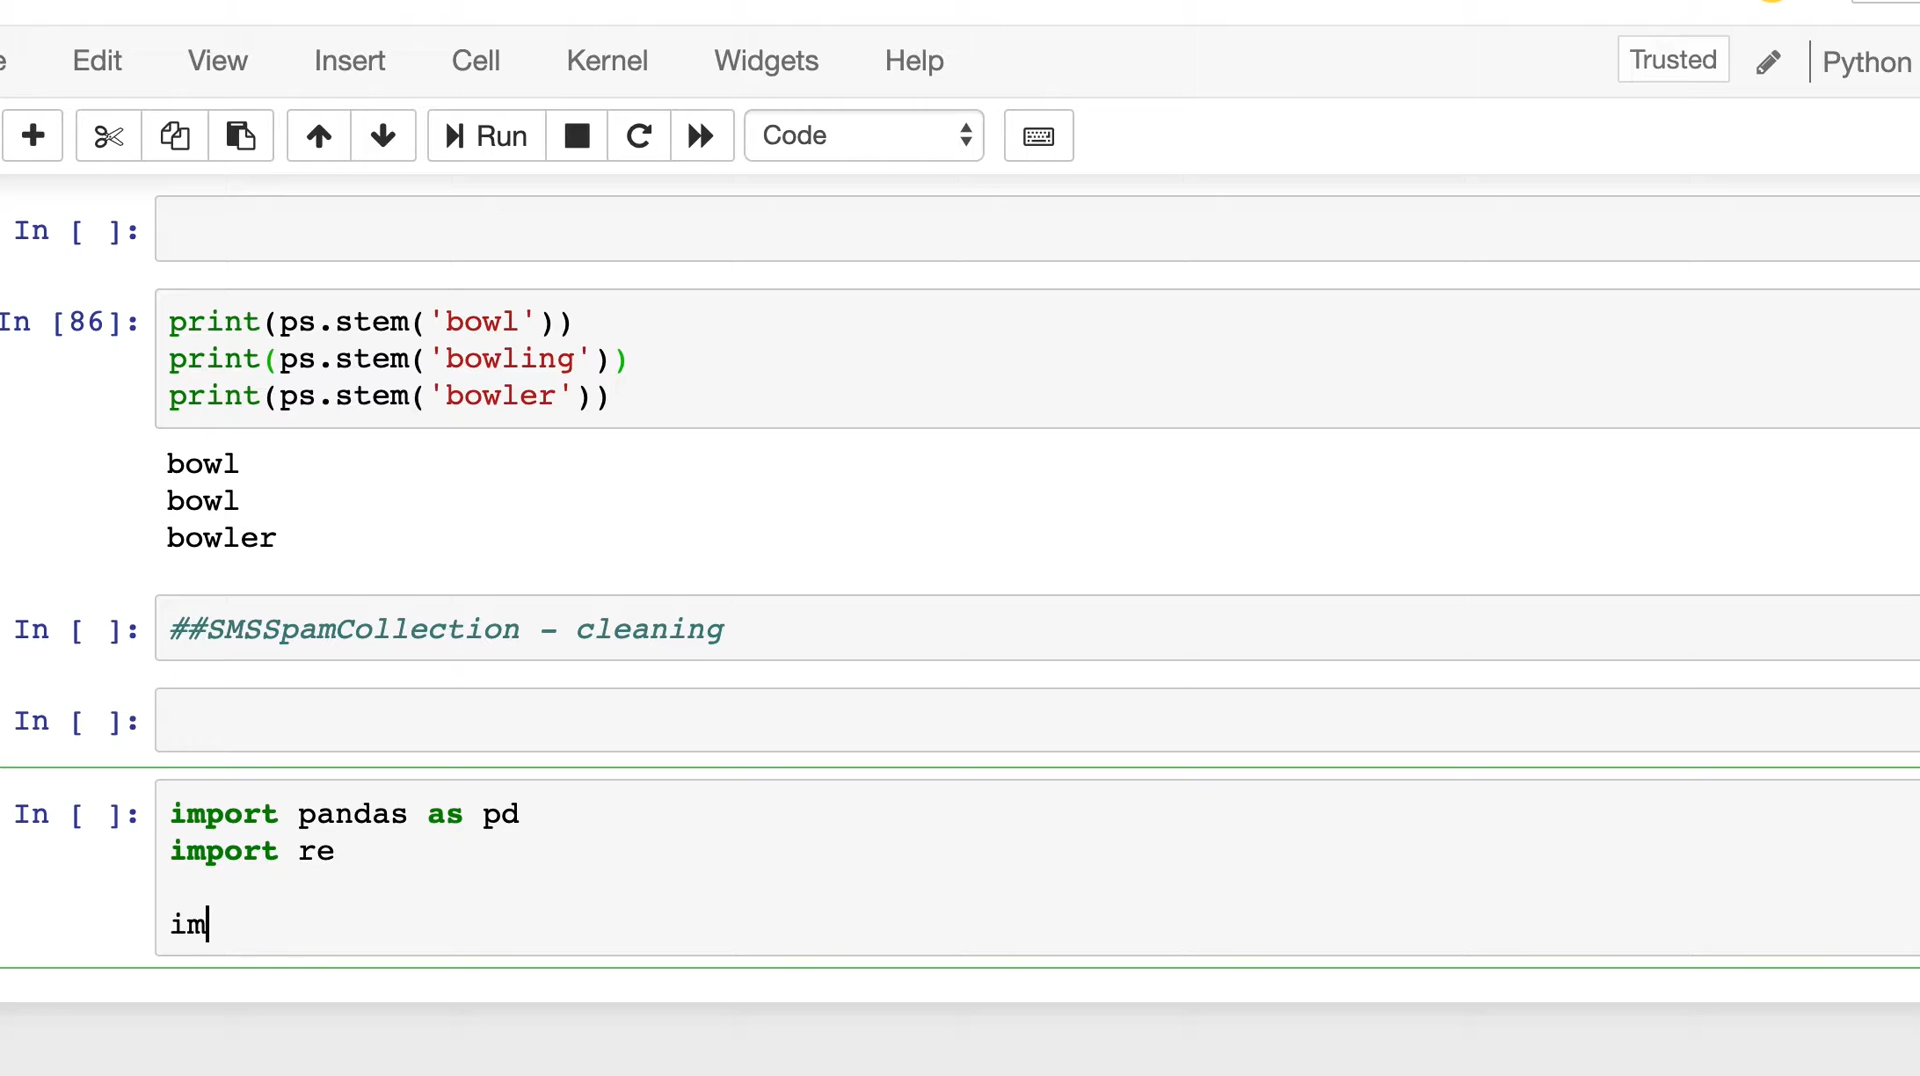 e Edit View Insert Cell Kernel Widgets Help Trusted Python
Run Code
In [ ]:
In [86]: print(ps.stem('bowl'))
print(ps.stem('bowling'))
print(ps.stem('bowler'))
bowl
bowl
bowler
In [ ]: ##SMSSpamCollection - cleaning
In [ ]:
In [ ]: import pandas as pd
import re
im